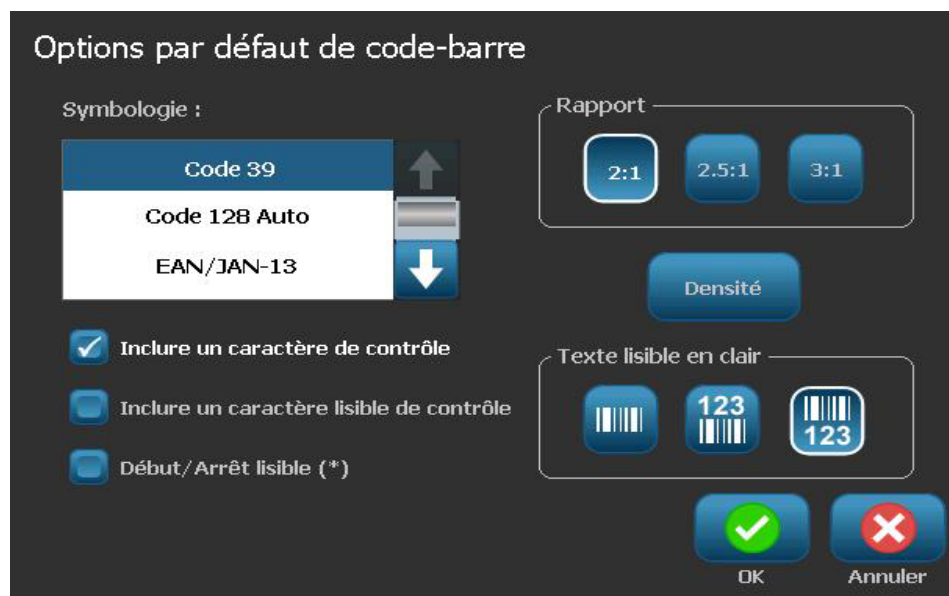 Options par défaut de code-barre
Symbologie :
Code 39
Code 128 Auto
EAN/JAN-13
Inclure un caractère de contrôle
Inclure un caractère lisible de contrôle
Début/Arrêt lisible (*)
Rapport
2:1 2.5:1 3:1
Densité
Texte lisible en clair
123
123
OK Annuler